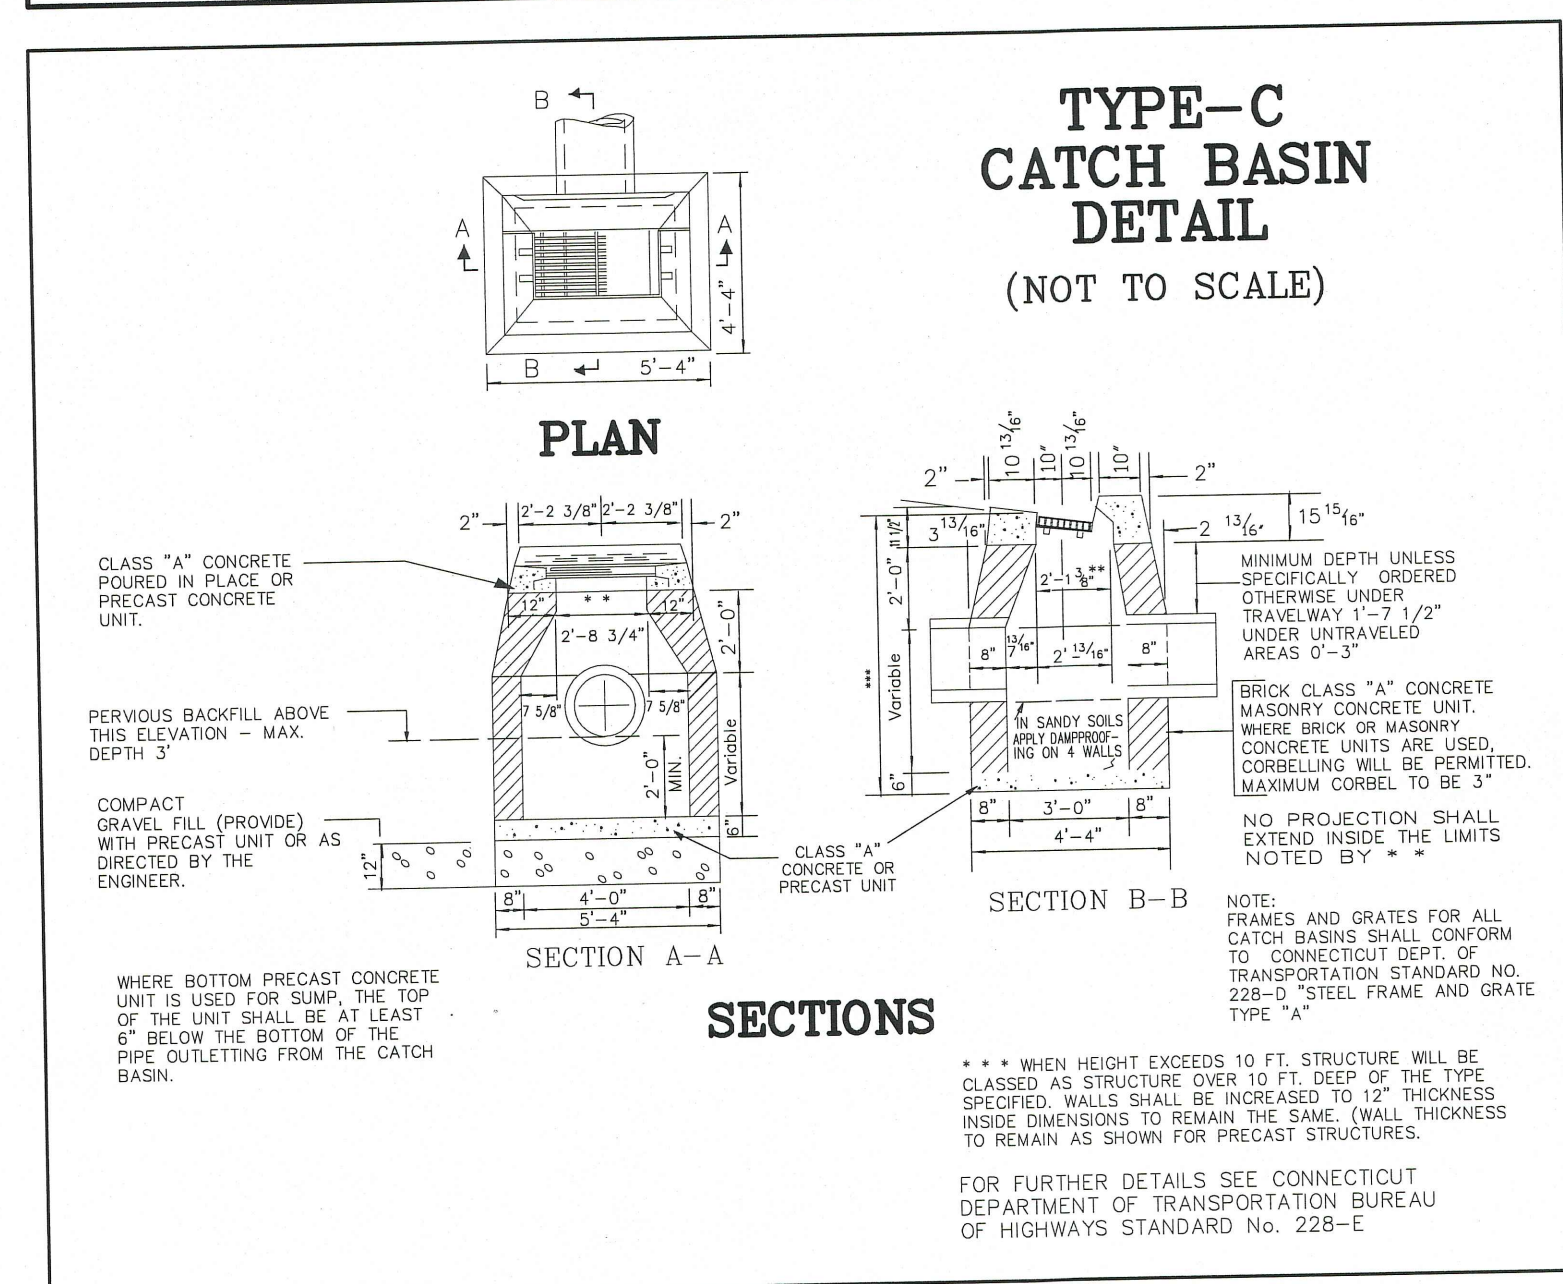 TYPE-C
CATCH BASIN
DETAIL
(NOT TO SCALE)
B
A
A
4'-4"
B
5'-4"
PLAN
2"
2'-2 3/8"
2'-2 3/8"
2"
CLASS "A" CONCRETE
POURED IN PLACE OR
PRECAST CONCRETE
UNIT.
12"
* *
12"
2'-8 3/4"
2'-0"
7 5/8"
7 5/8"
PERVIOUS BACKFILL ABOVE
THIS ELEVATION - MAX.
DEPTH 3'
2'-0"
MIN.
Variable
6"
COMPACT
GRAVEL FILL (PROVIDE)
WITH PRECAST UNIT OR AS
DIRECTED BY THE
ENGINEER.
12"
8"
4'-0"
8"
5'-4"
SECTION A-A
CLASS "A"
CONCRETE OR
PRECAST UNIT
2"
10 13/16"
10"
10 13/16"
10"
2"
3 13/16"
11 1/2"
2 13/16"
15 15/16"
2'-0"
2'-1 3/8" **
***
Variable
8"
7 13/16"
2'-13/16"
8"
IN SANDY SOILS
APPLY DAMPPROOF-
ING ON 4 WALLS
6"
8"
3'-0"
8"
4'-4"
SECTION B-B
MINIMUM DEPTH UNLESS
SPECIFICALLY ORDERED
OTHERWISE UNDER
TRAVELWAY 1'-7 1/2"
UNDER UNTRAVELED
AREAS 0'-3"
BRICK CLASS "A" CONCRETE
MASONRY CONCRETE UNIT.
WHERE BRICK OR MASONRY
CONCRETE UNITS ARE USED,
CORBELLING WILL BE PERMITTED.
MAXIMUM CORBEL TO BE 3"
NO PROJECTION SHALL
EXTEND INSIDE THE LIMITS
NOTED BY * *
NOTE:
FRAMES AND GRATES FOR ALL
CATCH BASINS SHALL CONFORM
TO CONNECTICUT DEPT. OF
TRANSPORTATION STANDARD NO.
228-D "STEEL FRAME AND GRATE
TYPE "A"
WHERE BOTTOM PRECAST CONCRETE
UNIT IS USED FOR SUMP, THE TOP
OF THE UNIT SHALL BE AT LEAST
6" BELOW THE BOTTOM OF THE
PIPE OUTLETTING FROM THE CATCH
BASIN.
SECTIONS
* * * WHEN HEIGHT EXCEEDS 10 FT. STRUCTURE WILL BE
CLASSED AS STRUCTURE OVER 10 FT. DEEP OF THE TYPE
SPECIFIED. WALLS SHALL BE INCREASED TO 12" THICKNESS
INSIDE DIMENSIONS TO REMAIN THE SAME. (WALL THICKNESS
TO REMAIN AS SHOWN FOR PRECAST STRUCTURES.
FOR FURTHER DETAILS SEE CONNECTICUT
DEPARTMENT OF TRANSPORTATION BUREAU
OF HIGHWAYS STANDARD No. 228-E